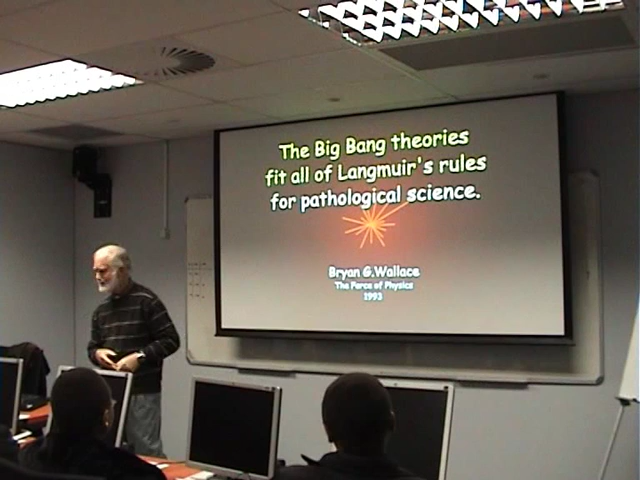 The Big Bang theories
fit all of Langmuir's rules
for pathological science.
Bryan G.Wallace
The Farce of Physics
1993